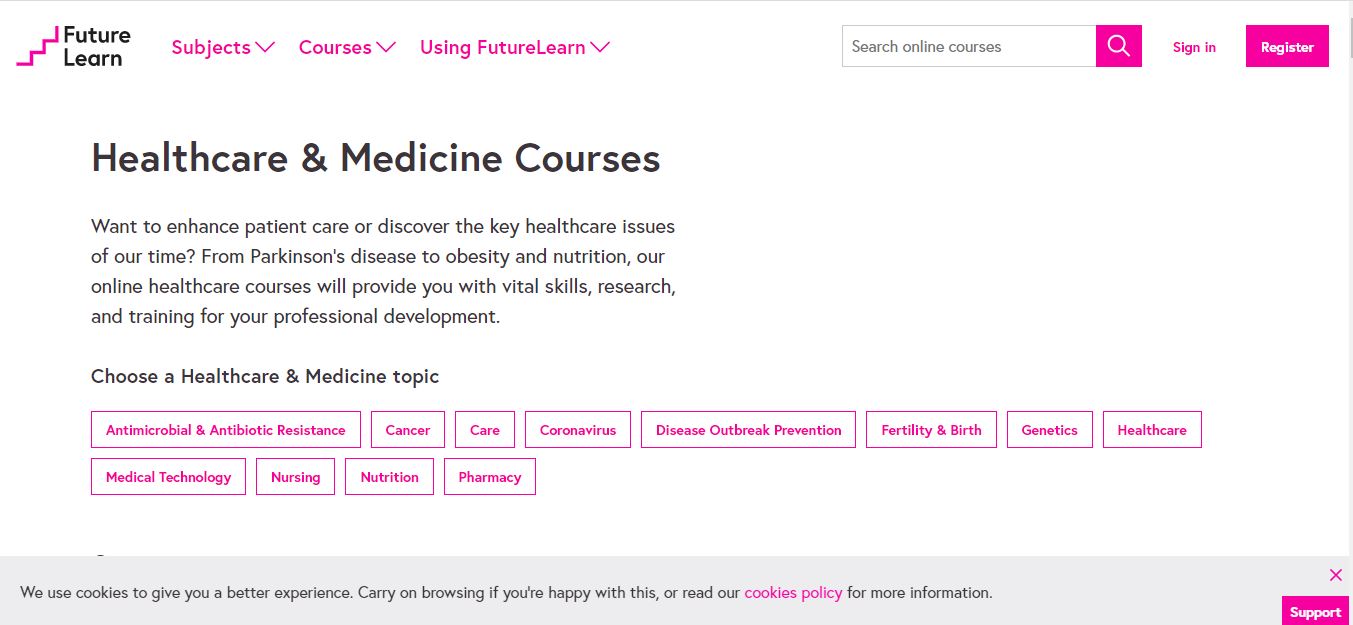 Future
Learn
Subjects
Courses
Using FutureLearn
Search online courses
Sign in
Register
Healthcare & Medicine Courses
Want to enhance patient care or discover the key healthcare issues
of our time? From Parkinson's disease to obesity and nutrition, our
online healthcare courses will provide you with vital skills, research,
and training for your professional development.
Choose a Healthcare & Medicine topic
Antimicrobial & Antibiotic Resistance
Cancer
Care
Coronavirus
Disease Outbreak Prevention
Fertility & Birth
Genetics
Healthcare
Medical Technology
Nursing
Nutrition
Pharmacy
We use cookies to give you a better experience. Carry on browsing if you're happy with this, or read our cookies policy for more information.
Support